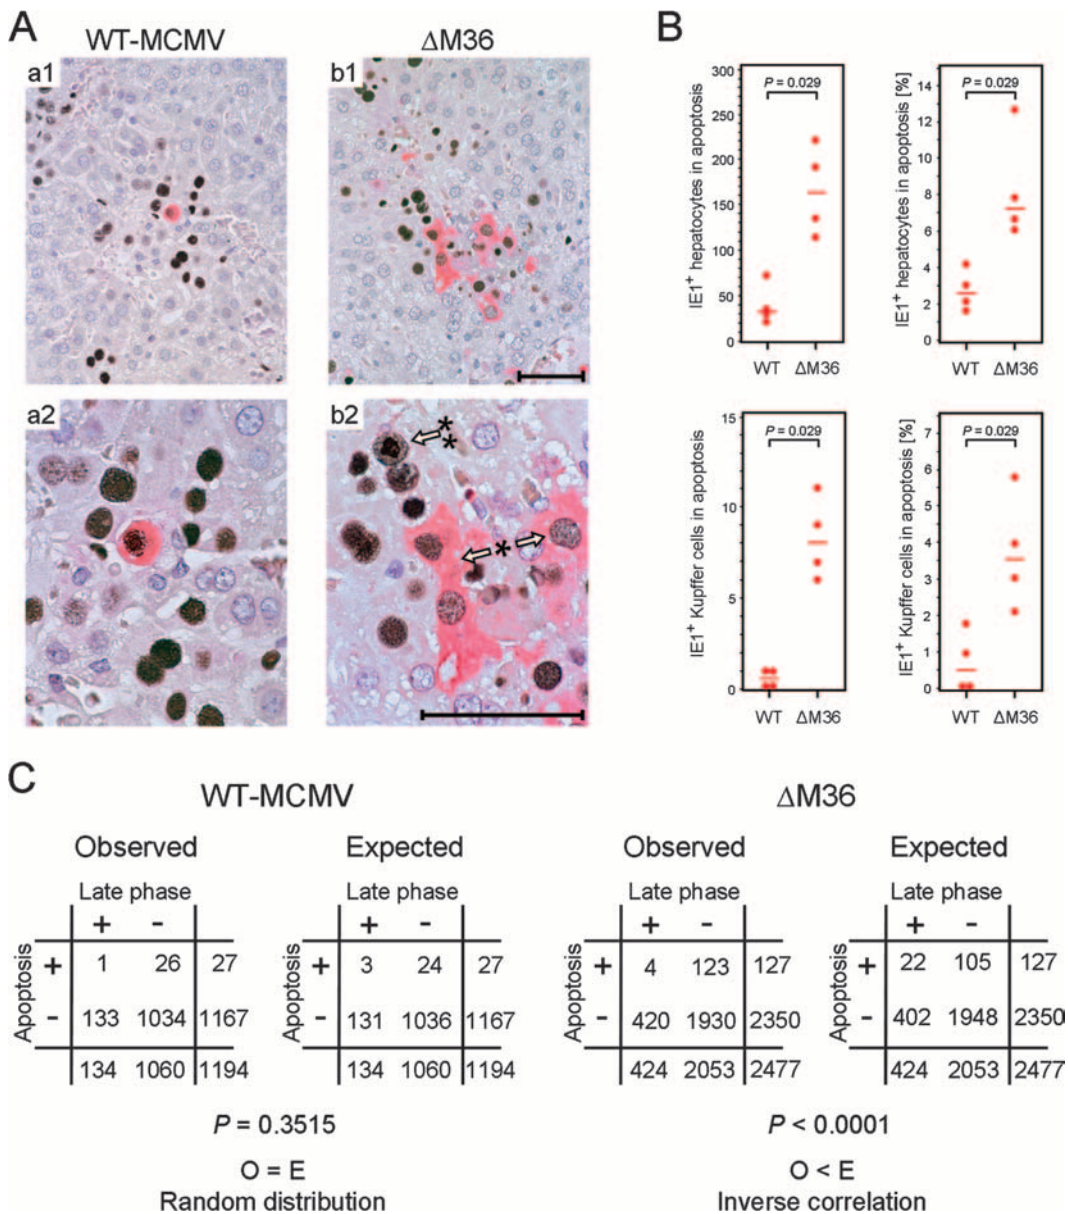 A
WT-MCMV
ΔM36
a1
b1
a2
b2
*
*
*
B
IE1+ hepatocytes in apoptosis
300
250
200
150
100
50
0
P = 0.029
WT ΔM36
IE1+ hepatocytes in apoptosis [%]
14
12
10
8
6
4
2
0
P = 0.029
WT ΔM36
IE1+ Kupffer cells in apoptosis
15
10
5
0
P = 0.029
WT ΔM36
IE1+ Kupffer cells in apoptosis [%]
7
6
5
4
3
2
1
0
P = 0.029
WT ΔM36
C
WT-MCMV
Observed
Late phase
+ -
Apoptosis
+ 1 26 27
- 133 1034 1167
134 1060 1194
Expected
Late phase
+ -
Apoptosis
+ 3 24 27
- 131 1036 1167
134 1060 1194
P = 0.3515
O = E
Random distribution
ΔM36
Observed
Late phase
+ -
Apoptosis
+ 4 123 127
- 420 1930 2350
424 2053 2477
Expected
Late phase
+ -
Apoptosis
+ 22 105 127
- 402 1948 2350
424 2053 2477
P < 0.0001
O < E
Inverse correlation